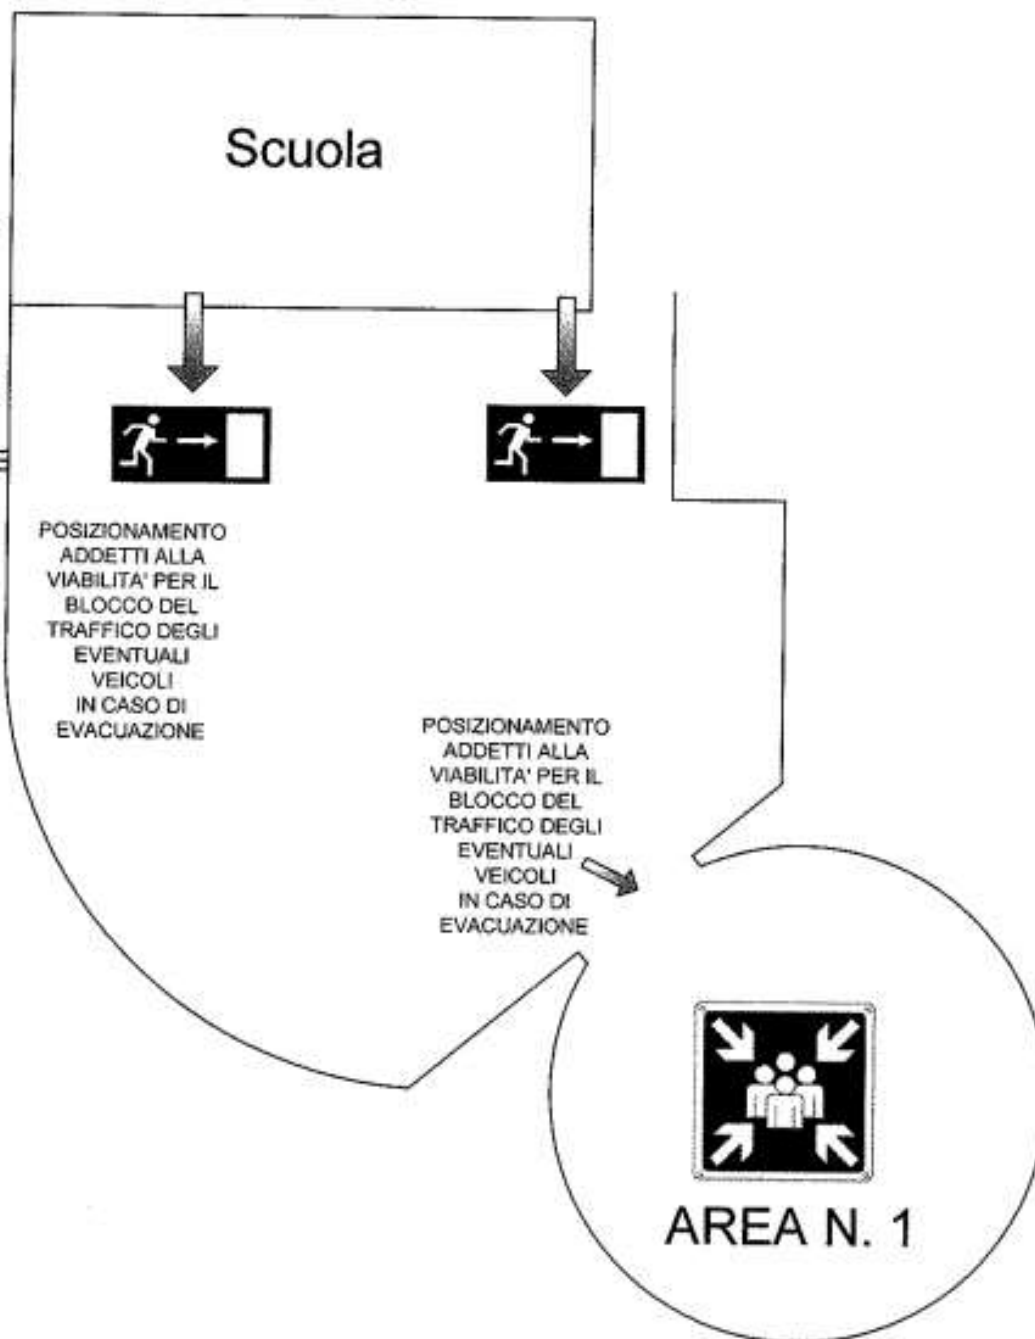 Scuola
POSIZIONAMENTO
ADDETTI ALLA
VIABILITA' PER IL
BLOCCO DEL
TRAFFICO DEGLI
EVENTUALI
VEICOLI
IN CASO DI
EVACUAZIONE
POSIZIONAMENTO
ADDETTI ALLA
VIABILITA' PER IL
BLOCCO DEL
TRAFFICO DEGLI
EVENTUALI
VEICOLI
IN CASO DI
EVACUAZIONE
AREA N. 1